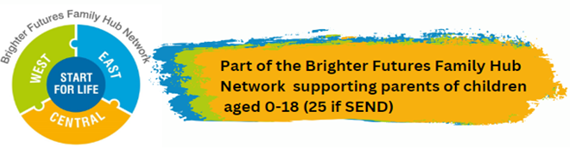 Brighter Futures Family Hub Network
WEST
EAST
START
FOR LIFE
CENTRAL
Part of the Brighter Futures Family Hub
Network supporting parents of children
aged 0-18 (25 if SEND)